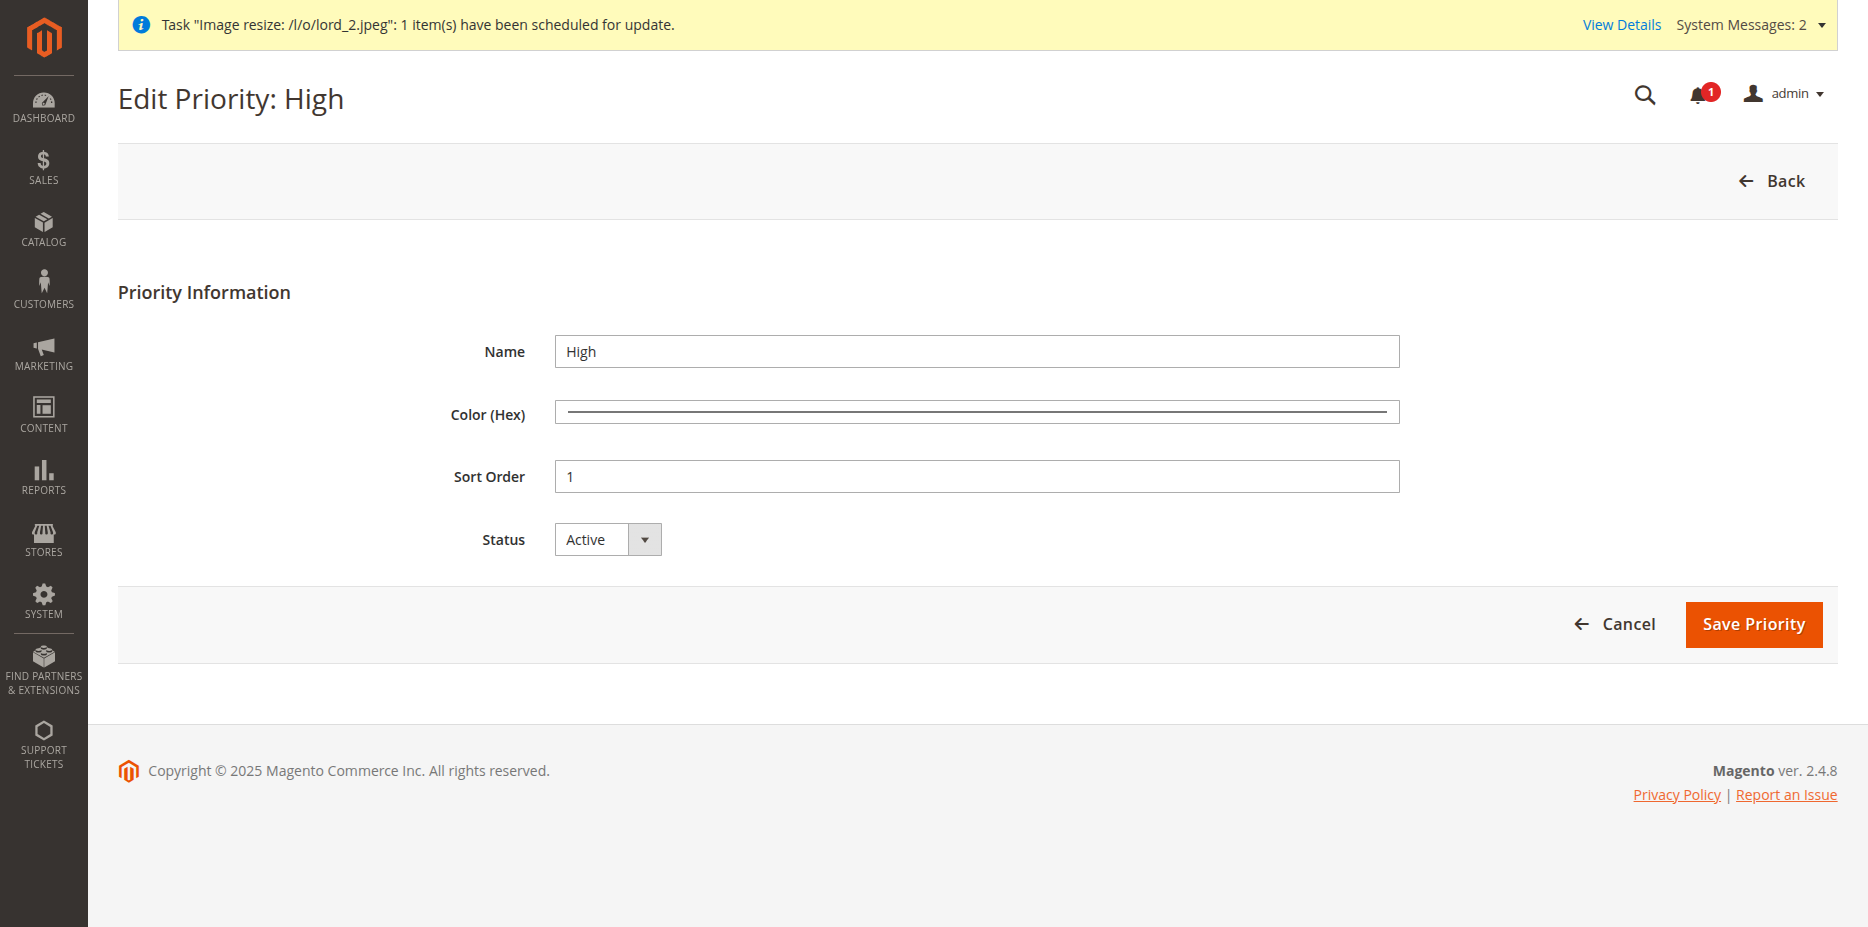 Task "Image resize: /l/o/lord_2.jpeg": 1 item(s) have been scheduled for update.
View Details
System Messages: 2
Edit Priority: High
1
admin
Back
DASHBOARD
SALES
CATALOG
CUSTOMERS
MARKETING
CONTENT
REPORTS
STORES
SYSTEM
FIND PARTNERS
& EXTENSIONS
SUPPORT
TICKETS
Priority Information
Name
High
Color (Hex)
Sort Order
1
Status
Active
Cancel
Save Priority
Copyright © 2025 Magento Commerce Inc. All rights reserved.
Magento ver. 2.4.8
Privacy Policy | Report an Issue